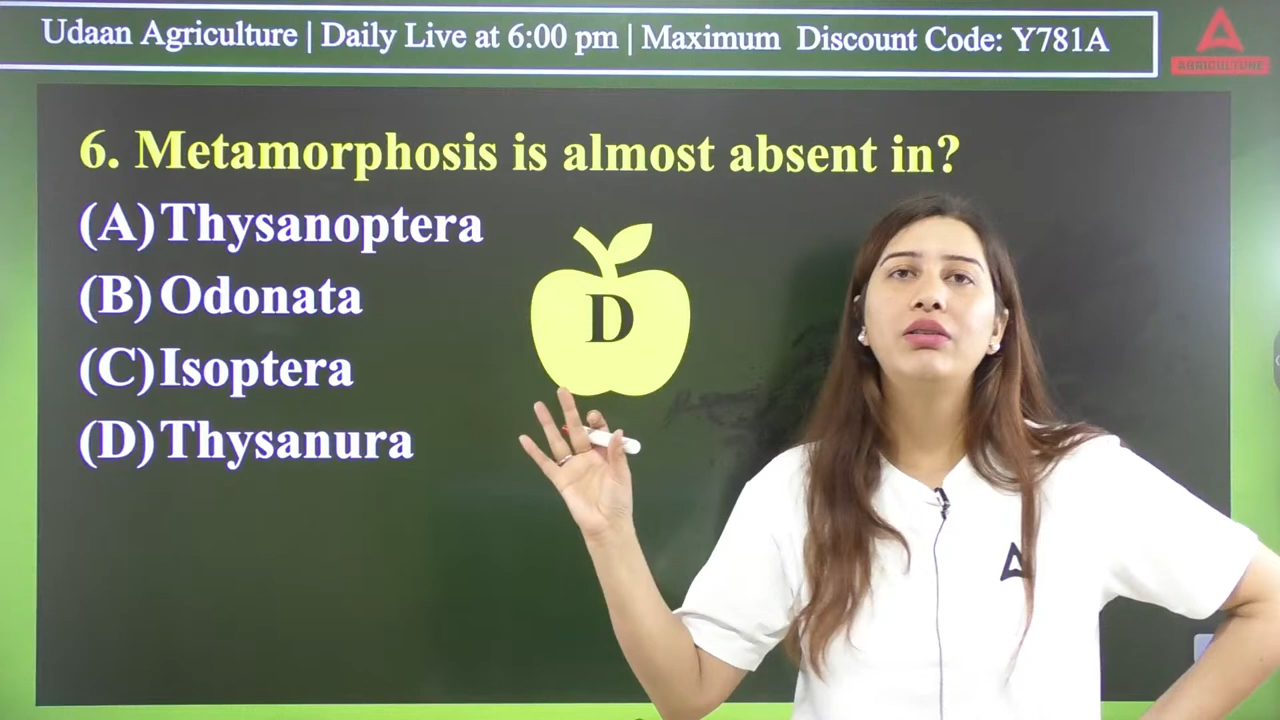 Udaan Agriculture | Daily Live at 6:00 pm | Maximum Discount Code: Y781A
AGRICULTURE
6. Metamorphosis is almost absent in?
(A) Thysanoptera
(B) Odonata
(C) Isoptera
(D) Thysanura
D